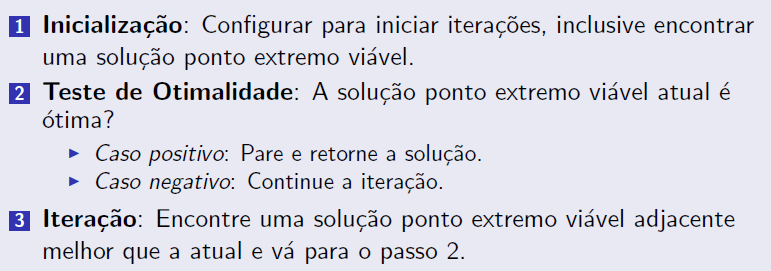 1 Inicialização: Configurar para iniciar iterações, inclusive encontrar
uma solução ponto extremo viável.
2 Teste de Otimalidade: A solução ponto extremo viável atual é
ótima?
▶ Caso positivo: Pare e retorne a solução.
▶ Caso negativo: Continue a iteração.
3 Iteração: Encontre uma solução ponto extremo viável adjacente
melhor que a atual e vá para o passo 2.